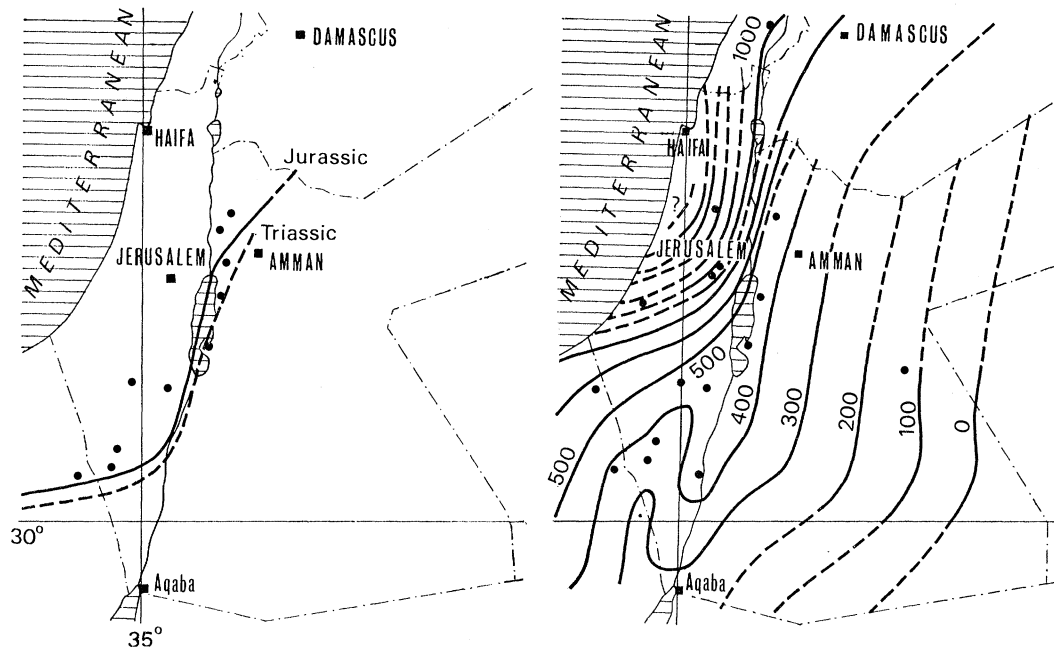 MEDITERRANEAN
DAMASCUS
HAIFA
Jurassic
Triassic
JERUSALEM
AMMAN
30°
Aqaba
35°
MEDITERRANEAN
1000
DAMASCUS
HAIFA
?
JERUSALEM
AMMAN
500
400
300
200
100
0
500
Aqaba